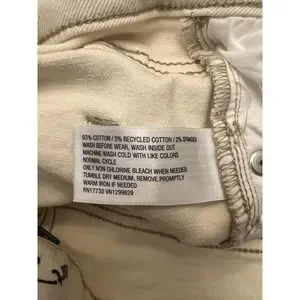 93% COTTON / 5% RECYCLED COTTON / 2% SPANDEX
WASH BEFORE WEAR, WASH INSIDE OUT
MACHINE WASH COLD WITH LIKE COLORS
NORMAL CYCLE
ONLY NON CHLORINE BLEACH WHEN NEEDED
TUMBLE DRY MEDIUM, REMOVE PROMPTLY
WARM IRON IF NEEDED
RN17730 VN1299629